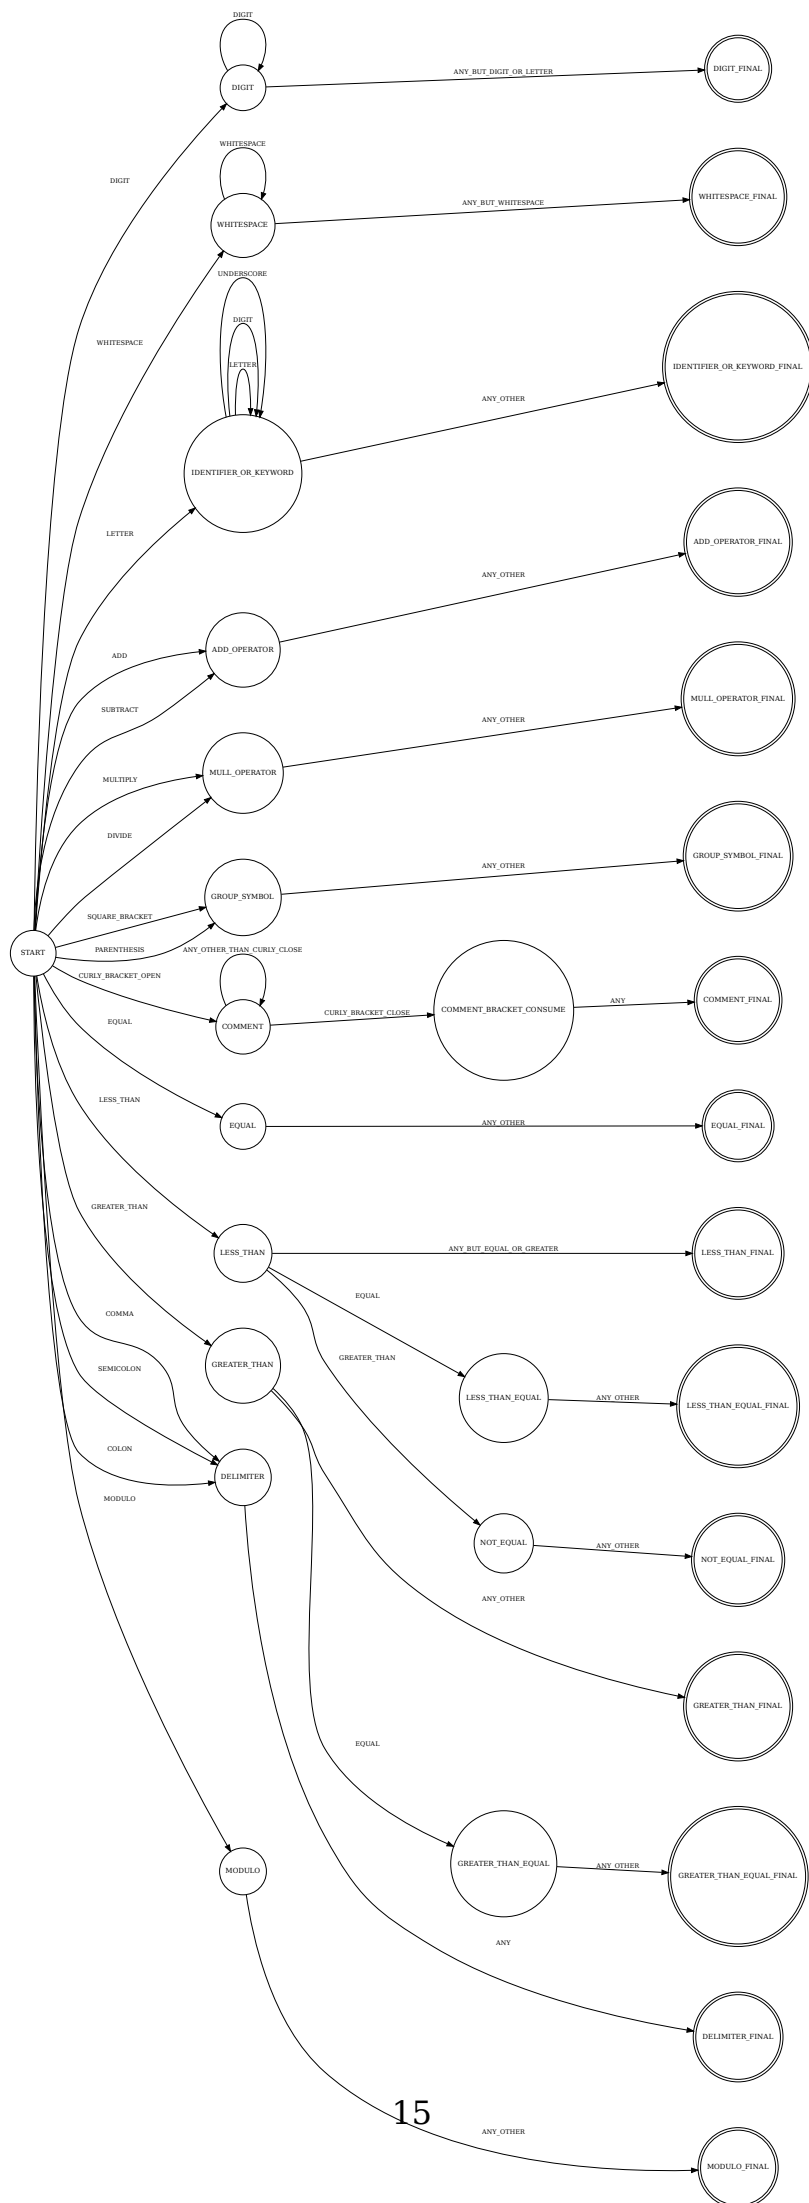 DIGIT
DIGIT
ANY_BUT_DIGIT_OR_LETTER
DIGIT_FINAL
DIGIT
WHITESPACE
WHITESPACE
ANY_BUT_WHITESPACE
WHITESPACE_FINAL
WHITESPACE
UNDERSCORE
DIGIT
LETTER
IDENTIFIER_OR_KEYWORD
ANY_OTHER
IDENTIFIER_OR_KEYWORD_FINAL
LETTER
ADD_OPERATOR
ANY_OTHER
ADD_OPERATOR_FINAL
ADD
SUBTRACT
MULL_OPERATOR
ANY_OTHER
MULL_OPERATOR_FINAL
MULTIPLY
DIVIDE
GROUP_SYMBOL
ANY_OTHER
GROUP_SYMBOL_FINAL
SQUARE_BRACKET
START
PARENTHESIS
ANY_OTHER_THAN_CURLY_CLOSE
CURLY_BRACKET_OPEN
COMMENT
CURLY_BRACKET_CLOSE
COMMENT_BRACKET_CONSUME
ANY
COMMENT_FINAL
EQUAL
EQUAL
ANY_OTHER
EQUAL_FINAL
LESS_THAN
LESS_THAN
ANY_BUT_EQUAL_OR_GREATER
LESS_THAN_FINAL
GREATER_THAN
EQUAL
COMMA
GREATER_THAN
GREATER_THAN
LESS_THAN_EQUAL
ANY_OTHER
LESS_THAN_EQUAL_FINAL
SEMICOLON
COLON
DELIMITER
MODULO
NOT_EQUAL
ANY_OTHER
NOT_EQUAL_FINAL
ANY_OTHER
GREATER_THAN_FINAL
EQUAL
MODULO
GREATER_THAN_EQUAL
ANY_OTHER
GREATER_THAN_EQUAL_FINAL
ANY
DELIMITER_FINAL
15
ANY_OTHER
MODULO_FINAL